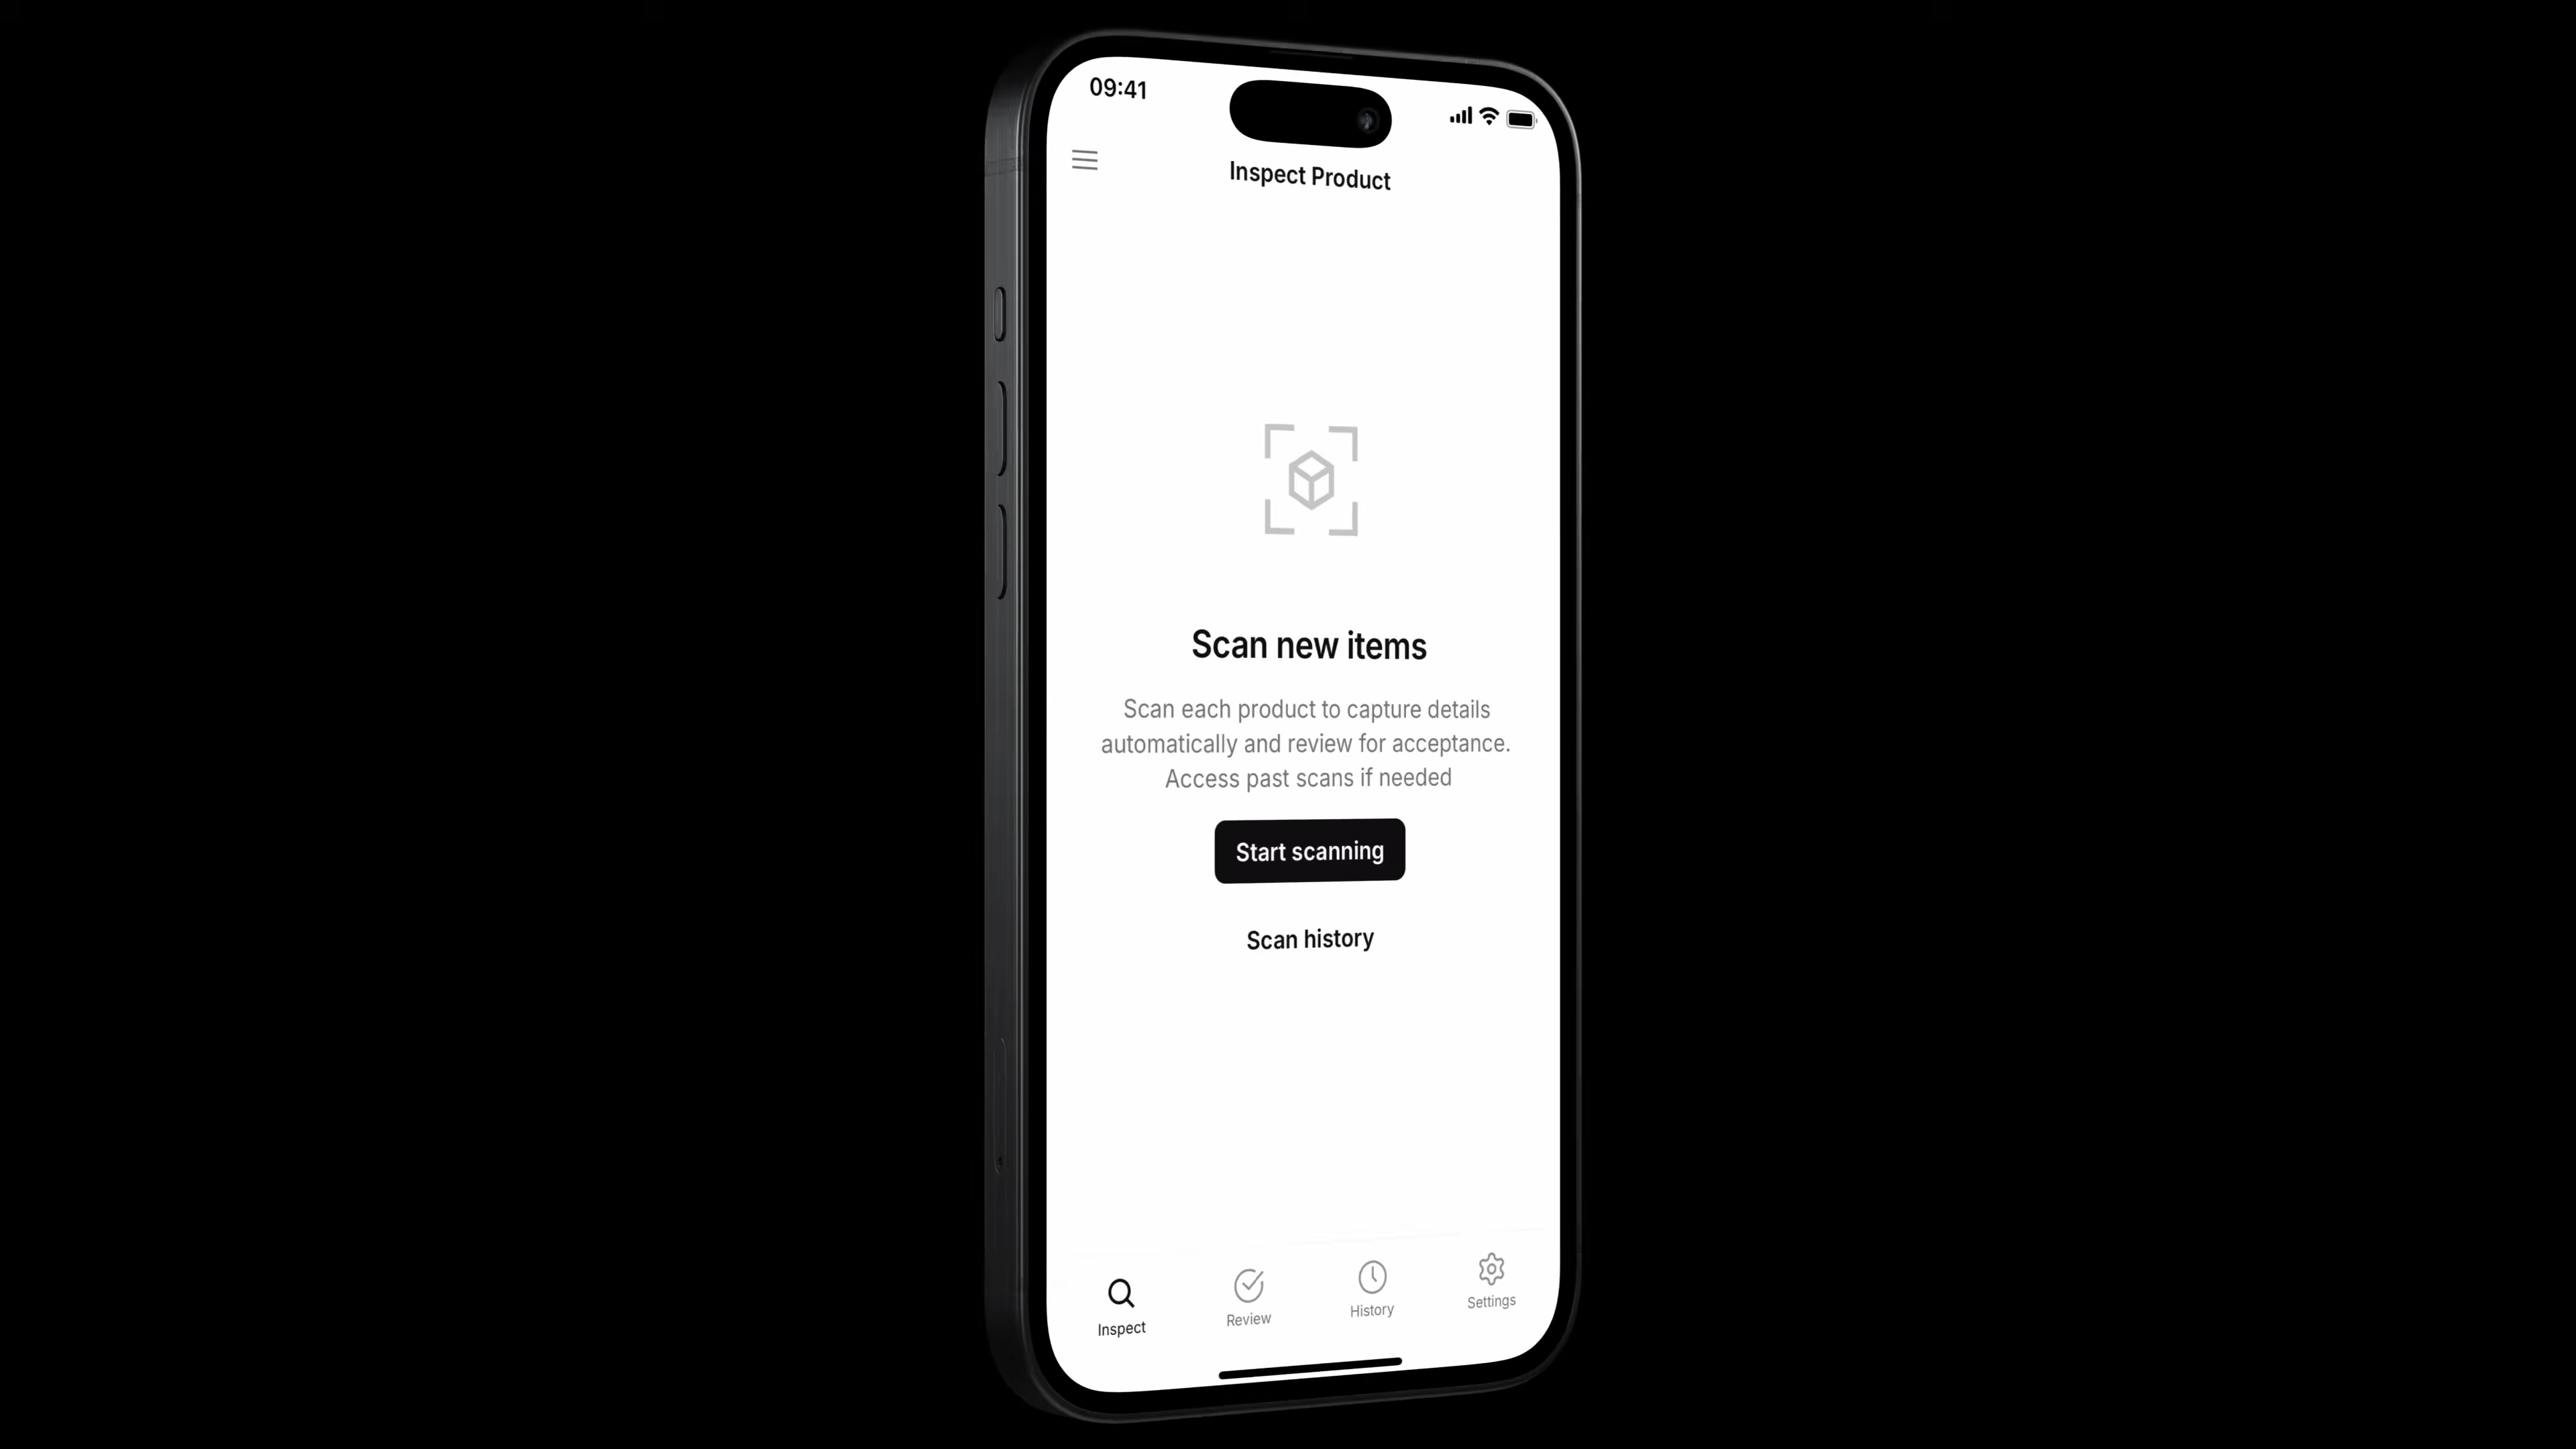 09:41
Inspect Product
Scan new items
Scan each product to capture details
automatically and review for acceptance.
Access past scans if needed
Start scanning
Scan history
Inspect
Review
History
Settings